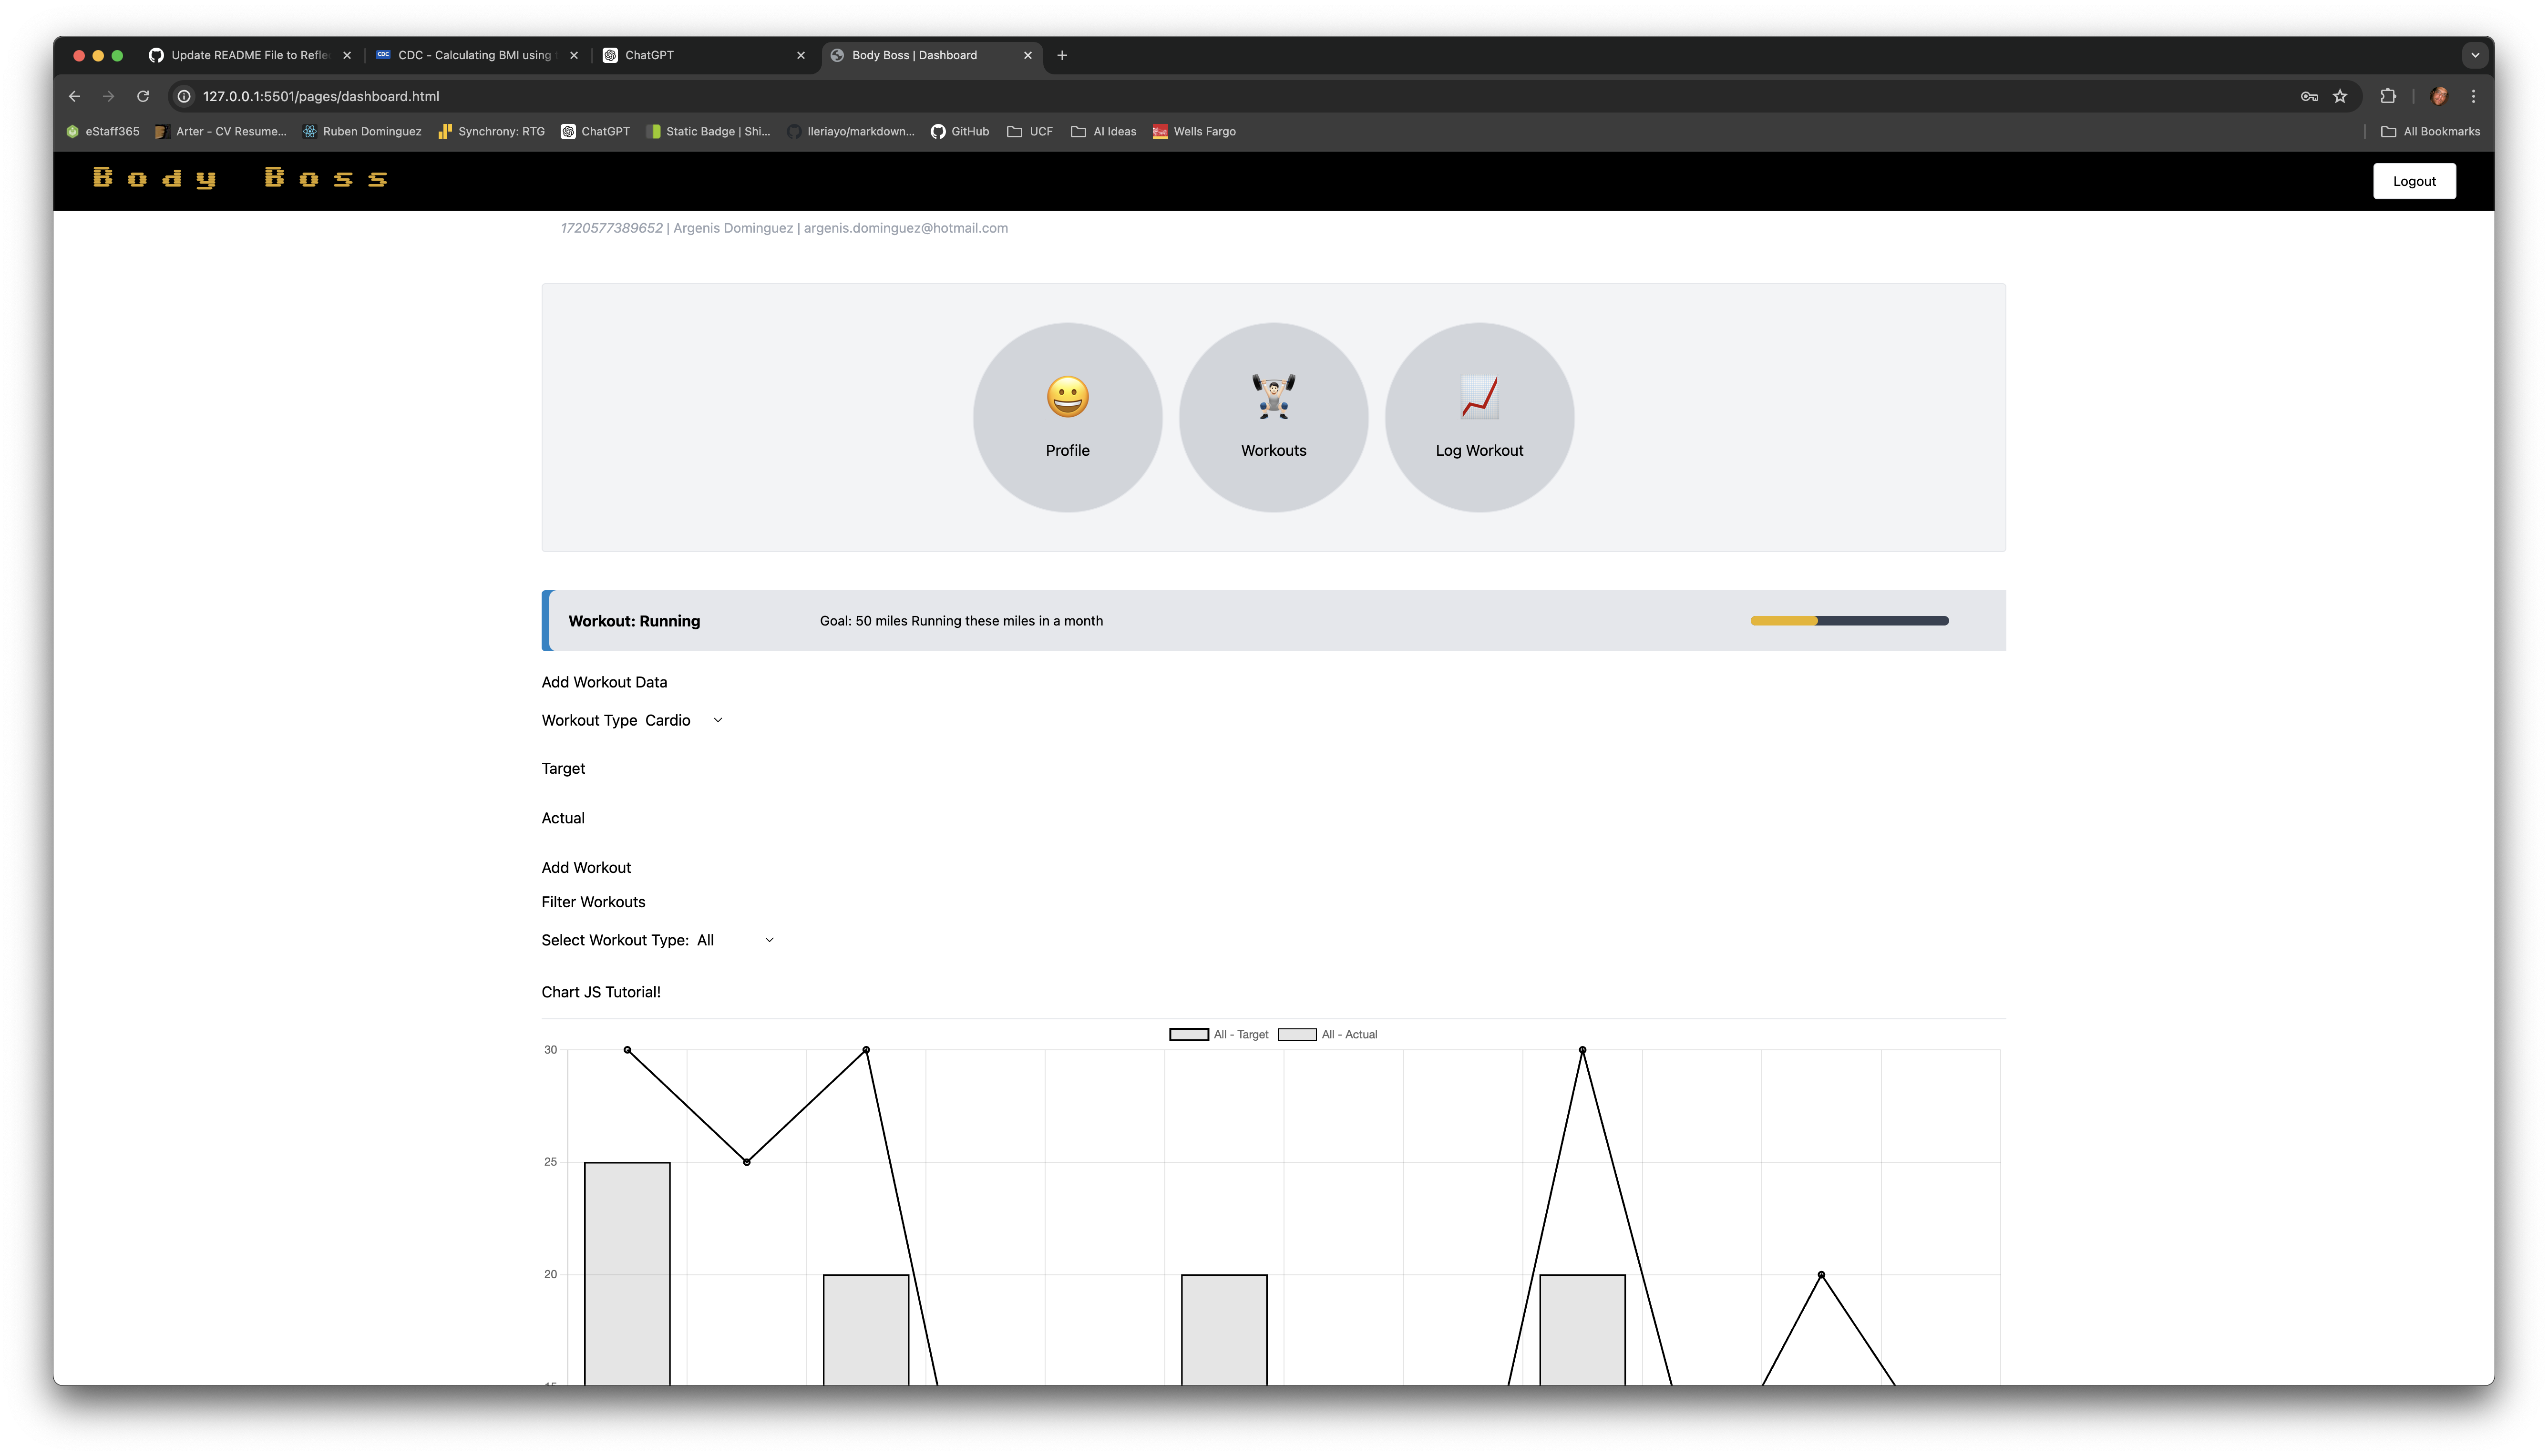 Update README File to Refle
CDC - Calculating BMI using
ChatGPT
Body Boss | Dashboard
127.0.0.1:5501/pages/dashboard.html
eStaff365
Arter - CV Resume...
Ruben Dominguez
Synchrony: RTG
ChatGPT
Static Badge | Shi...
Ileriayo/markdown...
GitHub
UCF
AI Ideas
Wells Fargo
All Bookmarks
Body Boss
Logout
1720577389652 | Argenis Dominguez | argenis.dominguez@hotmail.com
Profile
Workouts
Log Workout
Workout: Running
Goal: 50 miles Running these miles in a month
Add Workout Data
Workout Type Cardio
Target
Actual
Add Workout
Filter Workouts
Select Workout Type: All
Chart JS Tutorial!
All - Target
All - Actual
30
25
20
15